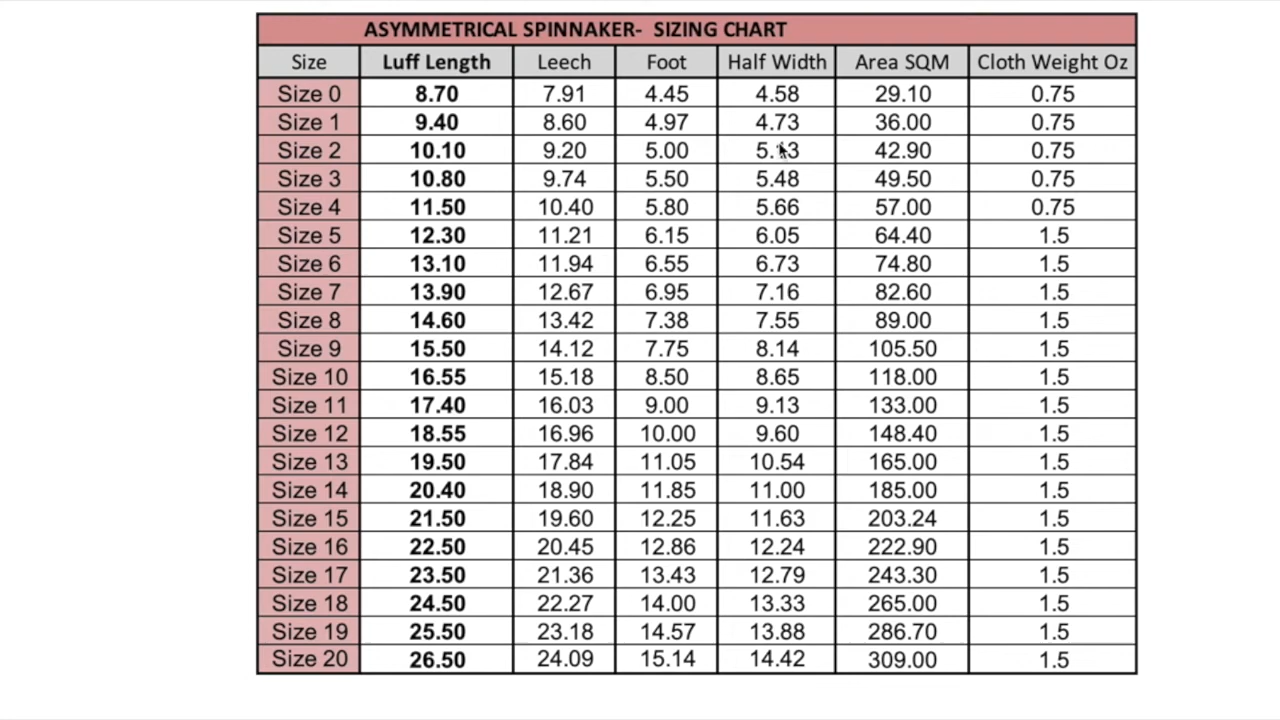 ASYMMETRICAL SPINNAKER- SIZING CHART
Size Luff Length Leech Foot Half Width Area SQM Cloth Weight Oz
Size 0 8.70 7.91 4.45 4.58 29.10 0.75
Size 1 9.40 8.60 4.97 4.73 36.00 0.75
Size 2 10.10 9.20 5.00 42.90 0.75
Size 3 10.80 9.74 5.50 5.48 49.50 0.75
Size 4 11.50 10.40 5.80 5.66 57.00 0.75
Size 5 12.30 11.21 6.15 6.05 64.40 1.5
Size 6 13.10 11.94 6.55 6.73 74.80 1.5
Size 7 13.90 12.67 6.95 7.16 82.60 1.5
Size 8 14.60 13.42 7.38 7.55 89.00 1.5
Size 9 15.50 14.12 7.75 8.14 105.50 1.5
Size 10 16.55 15.18 8.50 8.65 118.00 1.5
Size 11 17.40 16.03 9.00 9.13 133.00 1.5
Size 12 18.55 16.96 10.00 9.60 148.40 1.5
Size 13 19.50 17.84 11.05 10.54 165.00 1.5
Size 14 20.40 18.90 11.85 11.00 185.00 1.5
Size 15 21.50 19.60 12.25 11.63 203.24 1.5
Size 16 22.50 20.45 12.86 12.24 222.90 1.5
Size 17 23.50 21.36 13.43 12.79 243.30 1.5
Size 18 24.50 22.27 14.00 13.33 265.00 1.5
Size 19 25.50 23.18 14.57 13.88 286.70 1.5
Size 20 26.50 24.09 15.14 14.42 309.00 1.5